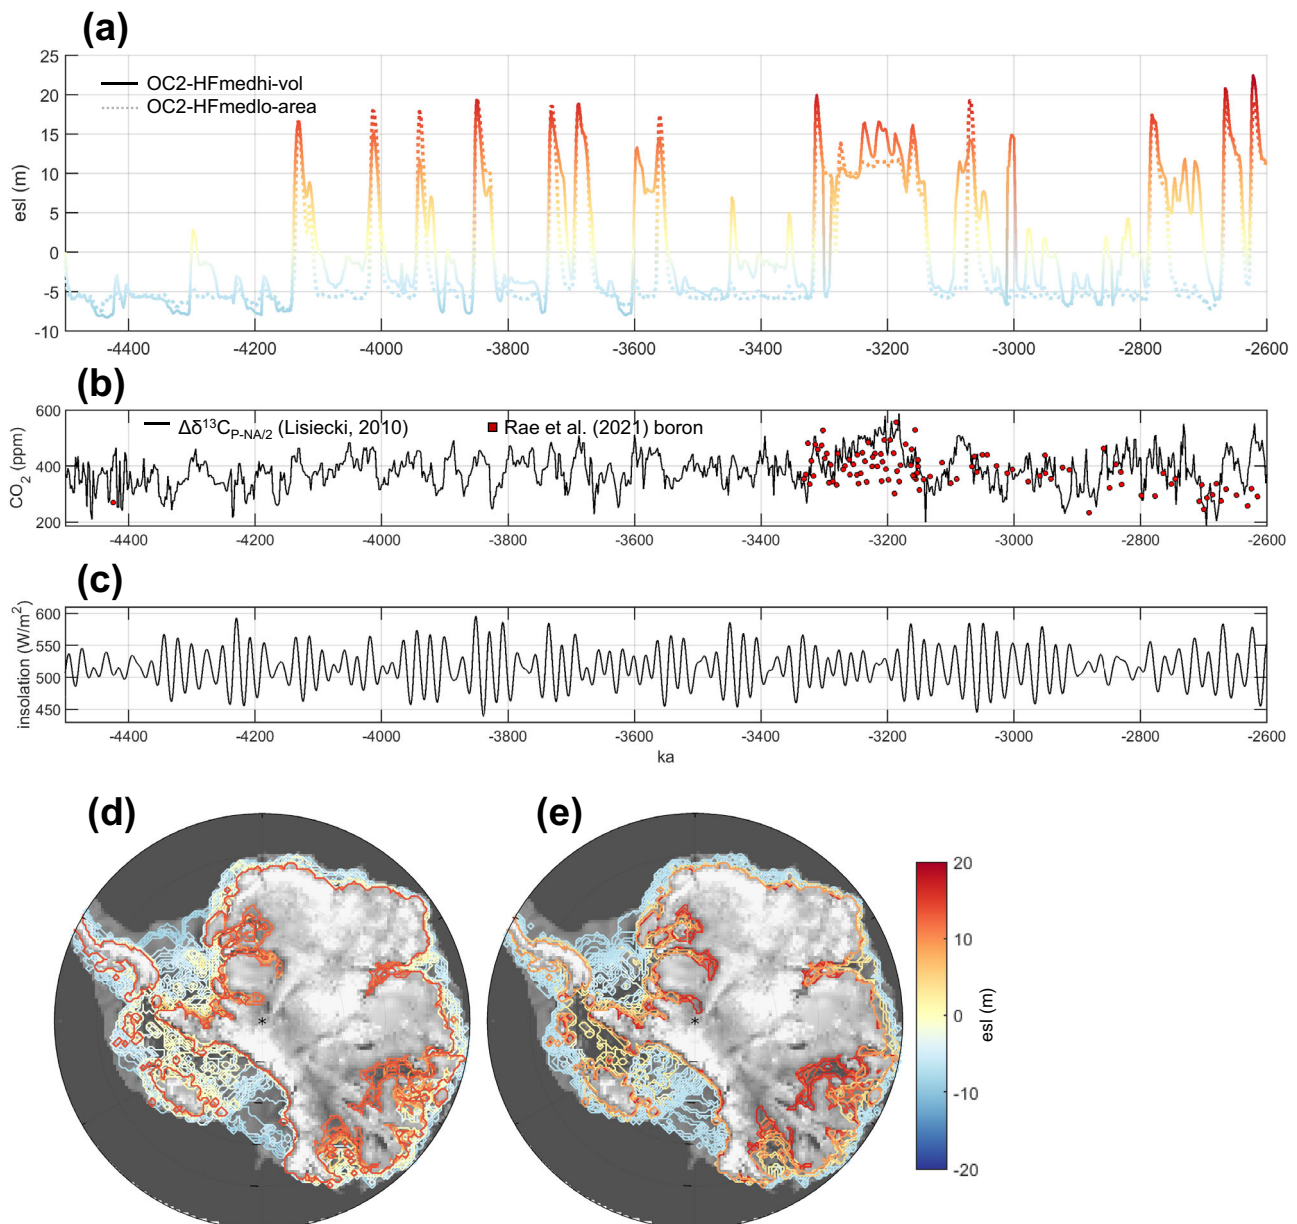 (a)
25
20
15
10
5
0
-5
-10
esl (m)
OC2-HFmedhi-vol
OC2-HFmedlo-area
-4400 -4200 -4000 -3800 -3600 -3400 -3200 -3000 -2800 -2600
(b)
600
400
200
CO₂ (ppm)
Δδ¹³C_P-NA/2 (Lisiecki, 2010)
Rae et al. (2021) boron
-4400 -4200 -4000 -3800 -3600 -3400 -3200 -3000 -2800 -2600
(c)
600
550
500
450
insolation (W/m²)
-4400 -4200 -4000 -3800 -3600 -3400 -3200 -3000 -2800 -2600
ka
(d)
(e)
20
10
0
-10
-20
esl (m)